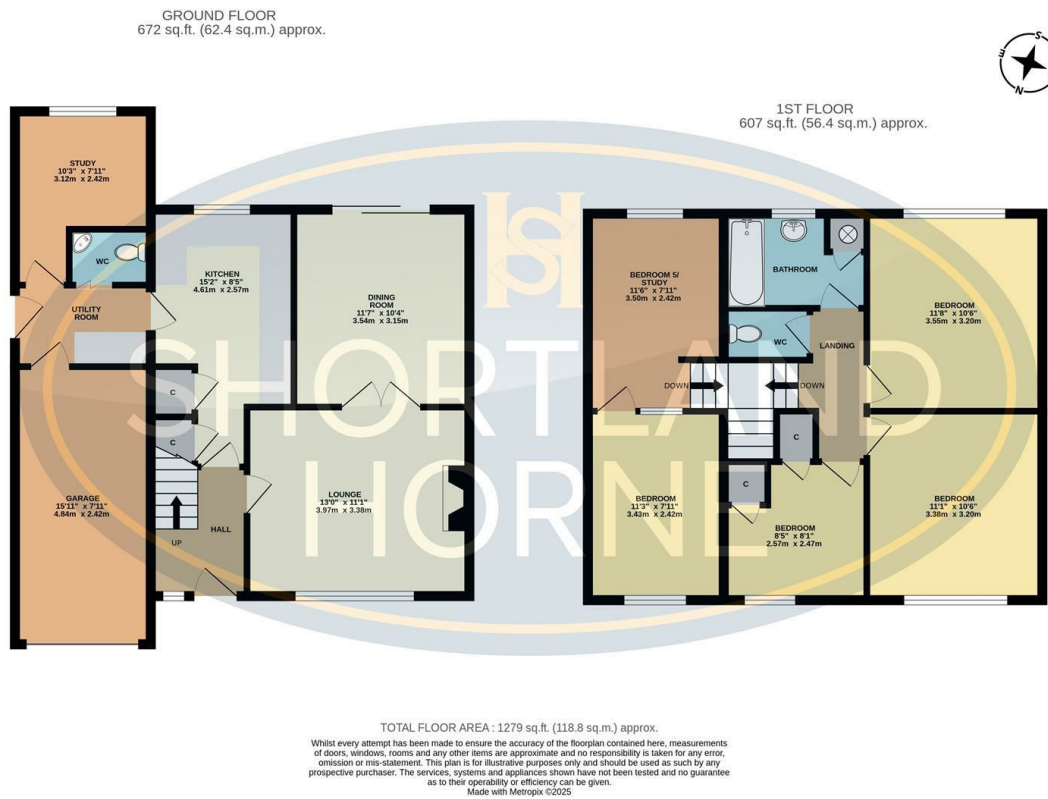 GROUND FLOOR
672 sq.ft. (62.4 sq.m.) approx.
S
E
N
1ST FLOOR
607 sq.ft. (56.4 sq.m.) approx.
HS
STUDY
10'3" x 7'11"
3.12m x 2.42m
WC
KITCHEN
15'2" x 8'5"
4.61m x 2.57m
UTILITY
ROOM
DINING
ROOM
11'7" x 10'4"
3.54m x 3.15m
C
C
GARAGE
15'11" x 7'11"
4.84m x 2.42m
UP
HALL
LOUNGE
13'0" x 11'1"
3.97m x 3.38m
BEDROOM 5/
STUDY
11'6" x 7'11"
3.50m x 2.42m
BATHROOM
WC
LANDING
DOWN
DOWN
BEDROOM
11'8" x 10'6"
3.55m x 3.20m
C
C
BEDROOM
11'3" x 7'11"
3.43m x 2.42m
BEDROOM
8'5" x 8'1"
2.57m x 2.47m
BEDROOM
11'1" x 10'6"
3.38m x 3.20m
SHORTLAND
HORNE
TOTAL FLOOR AREA : 1279 sq.ft. (118.8 sq.m.) approx.
Whilst every attempt has been made to ensure the accuracy of the floorplan contained here, measurements
of doors, windows, rooms and any other items are approximate and no responsibility is taken for any error,
omission or mis-statement. This plan is for illustrative purposes only and should be used as such by any
prospective purchaser. The services, systems and appliances shown have not been tested and no guarantee
as to their operability or efficiency can be given.
Made with Metropix ©2025